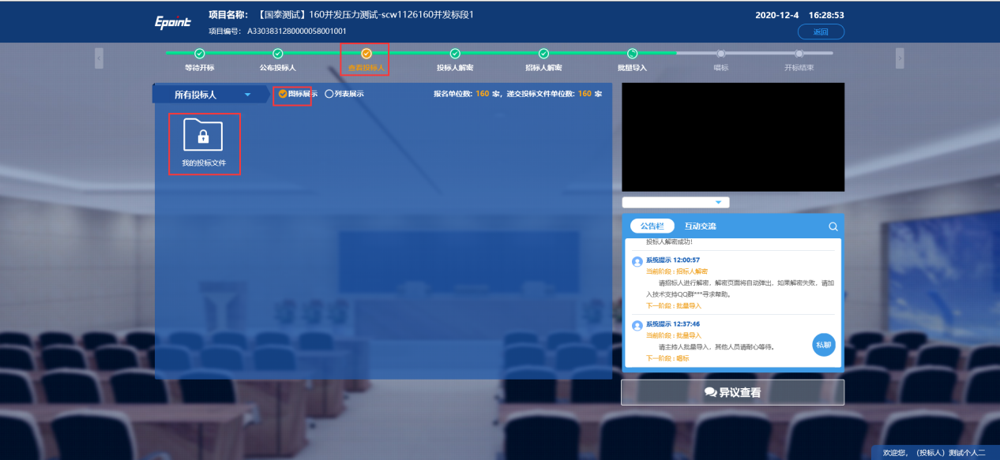 Epoint
项目名称：【国泰测试】160并发压力测试-scw1126160并发标段1
项目编号： A3303831280000058001001
2020-12-4 16:28:53
返回
等待开标
公布投标人
查看投标人
投标人解密
招标人解密
批量导入
唱标
开标结束
所有投标人
图标展示
列表展示
报名单位数: 160 家, 递交投标文件单位数: 160 家
我的投标文件
公告栏
互动交流
投标人解密成功!
系统提示 12:00:57
当前阶段 : 招标人解密
请招标人进行解密，解密页面将自动弹出，如果解密失败，请加
入技术支持QQ群***寻求帮助。
下一阶段 : 批量导入
系统提示 12:37:46
当前阶段 : 批量导入
请主持人批量导入，其他人员请耐心等待。
下一阶段 : 唱标
私聊
异议查看
欢迎您, （投标人）测试个人二